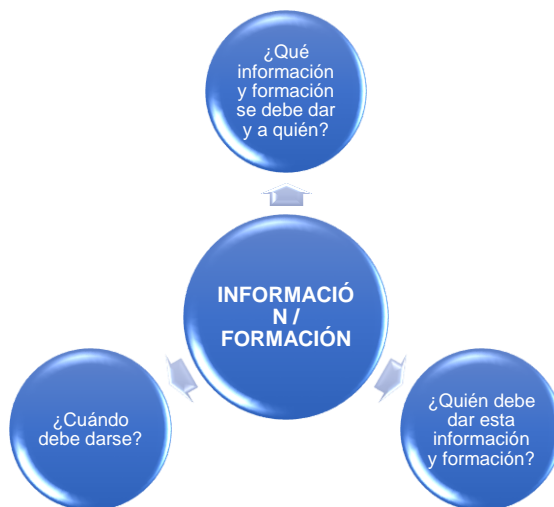 ¿Qué
información
y formación
se debe dar
y a quién?
INFORMACIÓ
N /
FORMACIÓN
¿Cuándo
debe darse?
¿Quién debe
dar esta
información
y formación?